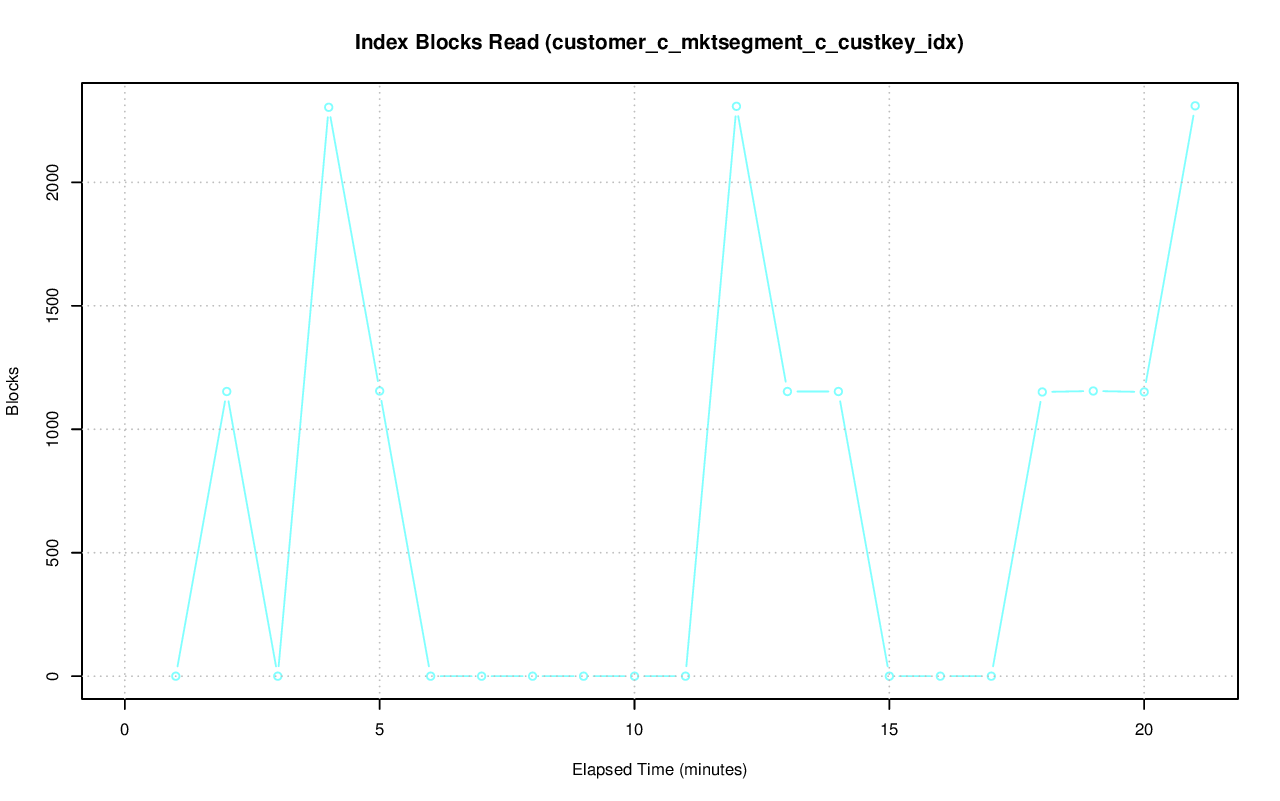 Index Blocks Read (customer_c_mktsegment_c_custkey_idx)
Blocks
2000
1500
1000
500
0
0 5 10 15 20
Elapsed Time (minutes)